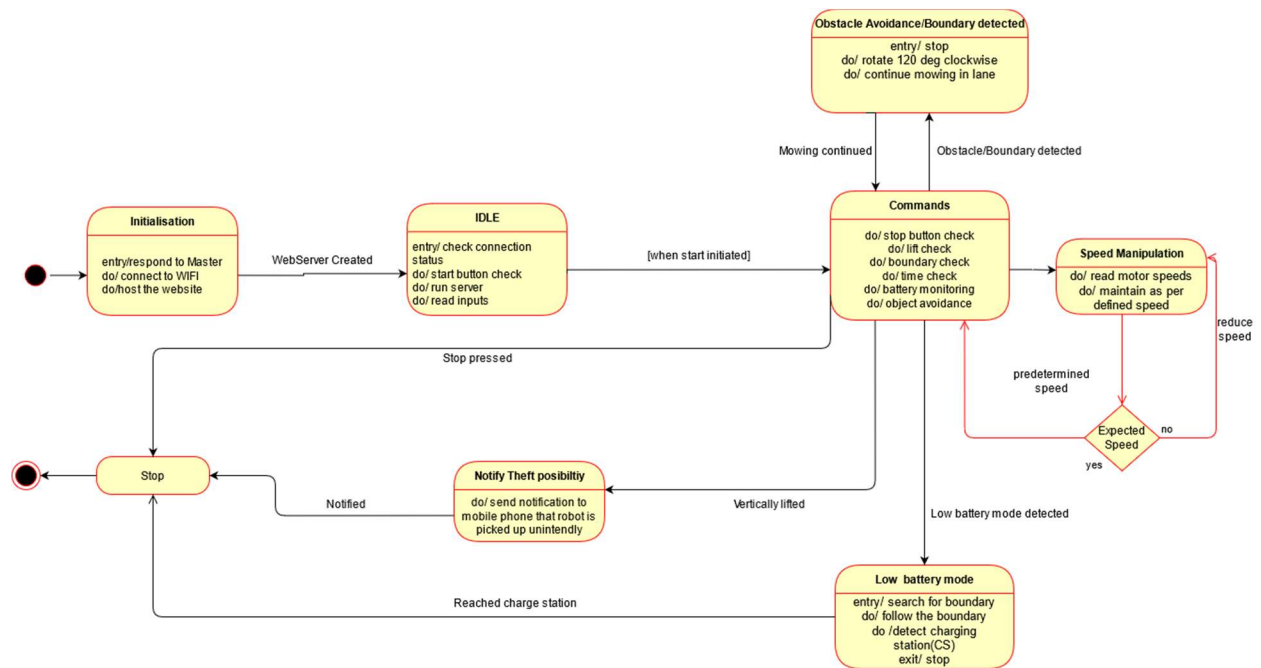 Obstacle Avoidance/Boundary detected
entry/ stop
do/ rotate 120 deg clockwise
do/ continue mowing in lane
Mowing continued
Obstacle/Boundary detected
Initialisation
entry/respond to Master
do/ connect to WIFI
do/host the website
WebServer Created
IDLE
entry/ check connection
status
do/ start button check
do/ run server
do/ read inputs
[when start initiated]
Commands
do/ stop button check
do/ lift check
do/ boundary check
do/ time check
do/ battery monitoring
do/ object avoidance
Speed Manipulation
do/ read motor speeds
do/ maintain as per
defined speed
reduce
speed
predetermined
speed
Expected
Speed
no
yes
Stop pressed
Stop
Notified
Notify Theft posibiltiy
do/ send notification to
mobile phone that robot is
picked up unintendly
Vertically lifted
Low battery mode detected
Low battery mode
entry/ search for boundary
do/ follow the boundary
do /detect charging
station(CS)
exit/ stop
Reached charge station